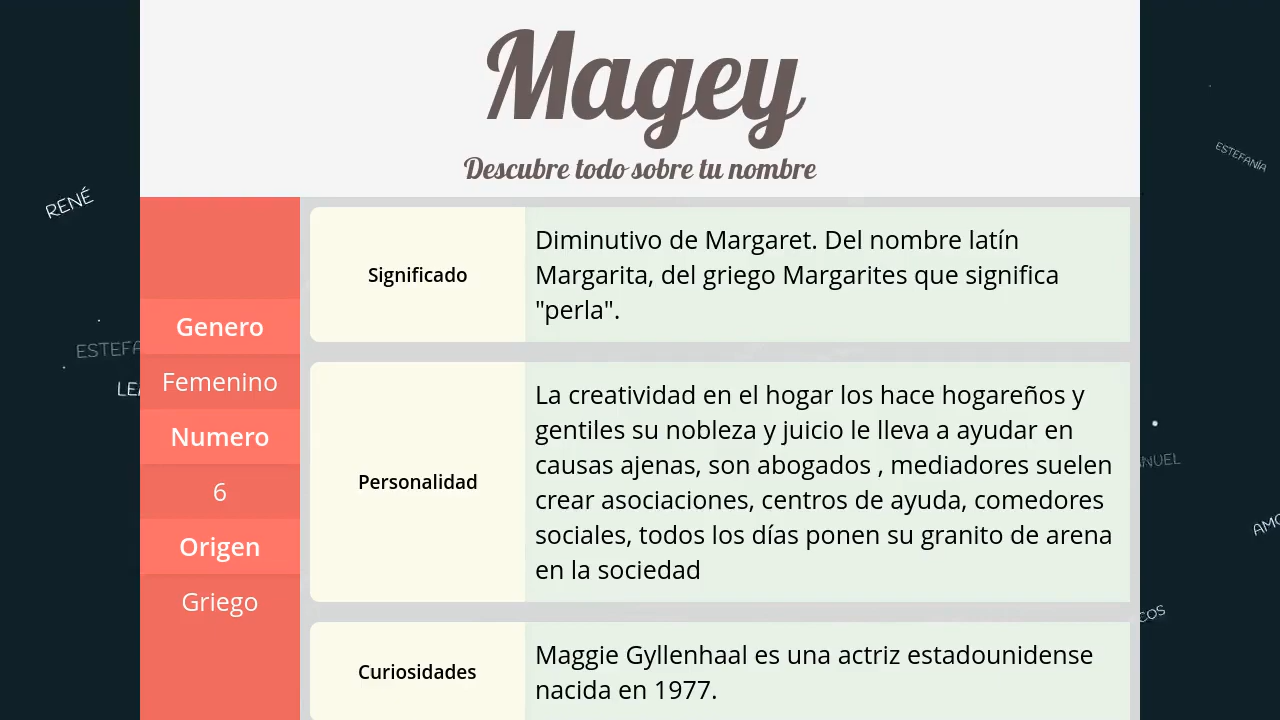 Magey
Descubre todo sobre tu nombre
RENÉ
ESTEFANÍA
Genero
Femenino
Numero
6
Origen
Griego
Significado
Diminutivo de Margaret. Del nombre latín
Margarita, del griego Margarites que significa
"perla".
Personalidad
La creatividad en el hogar los hace hogareños y
gentiles su nobleza y juicio le lleva a ayudar en
causas ajenas, son abogados , mediadores suelen
crear asociaciones, centros de ayuda, comedores
sociales, todos los días ponen su granito de arena
en la sociedad
Curiosidades
Maggie Gyllenhaal es una actriz estadounidense
nacida en 1977.